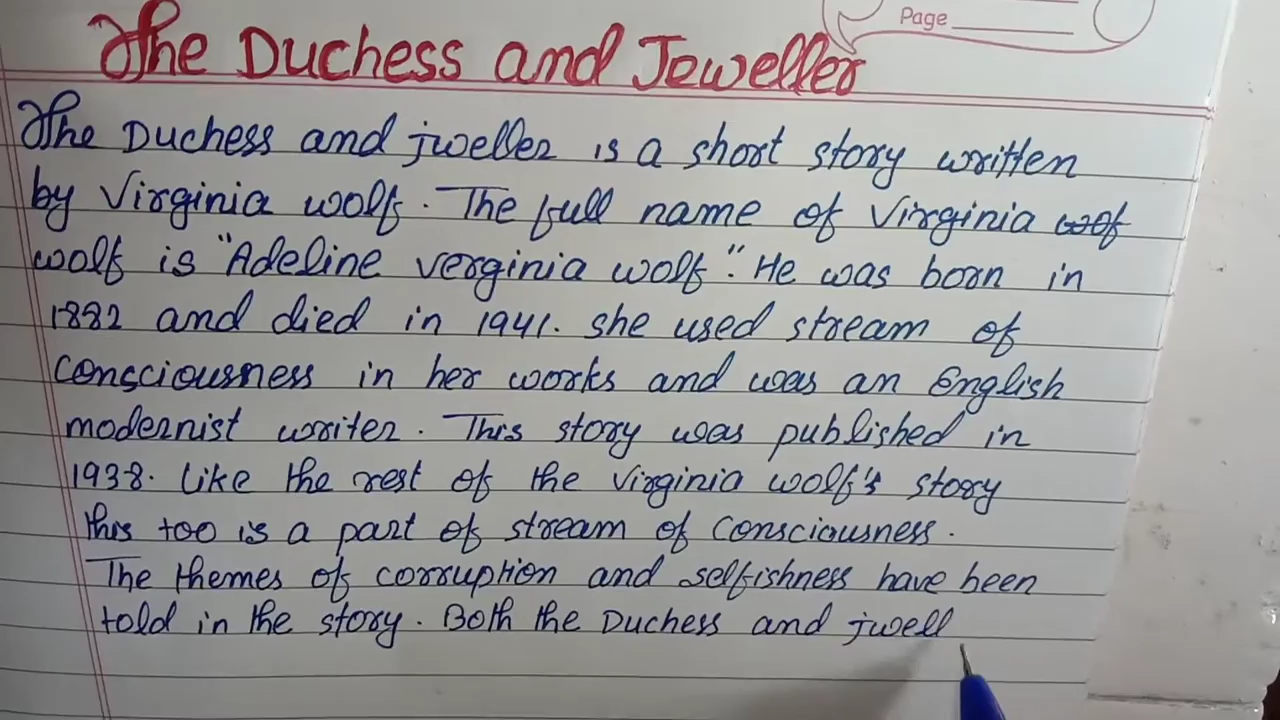 Page
The Duchess and Jeweller
The Duchess and jweller is a short story written
by Virginia wolf. The full name of Virginia wof
wolf is "Adeline verginia wolf". He was born in
1882 and died in 1941. she used stream of
consciousness in her works and was an English
modernist writer. This story was published in
1938. Like the rest of the Virginia wolf's story
this too is a part of stream of consciousness.
The themes of corruption and selfishness have been
told in the story. Both the Duchess and jwell